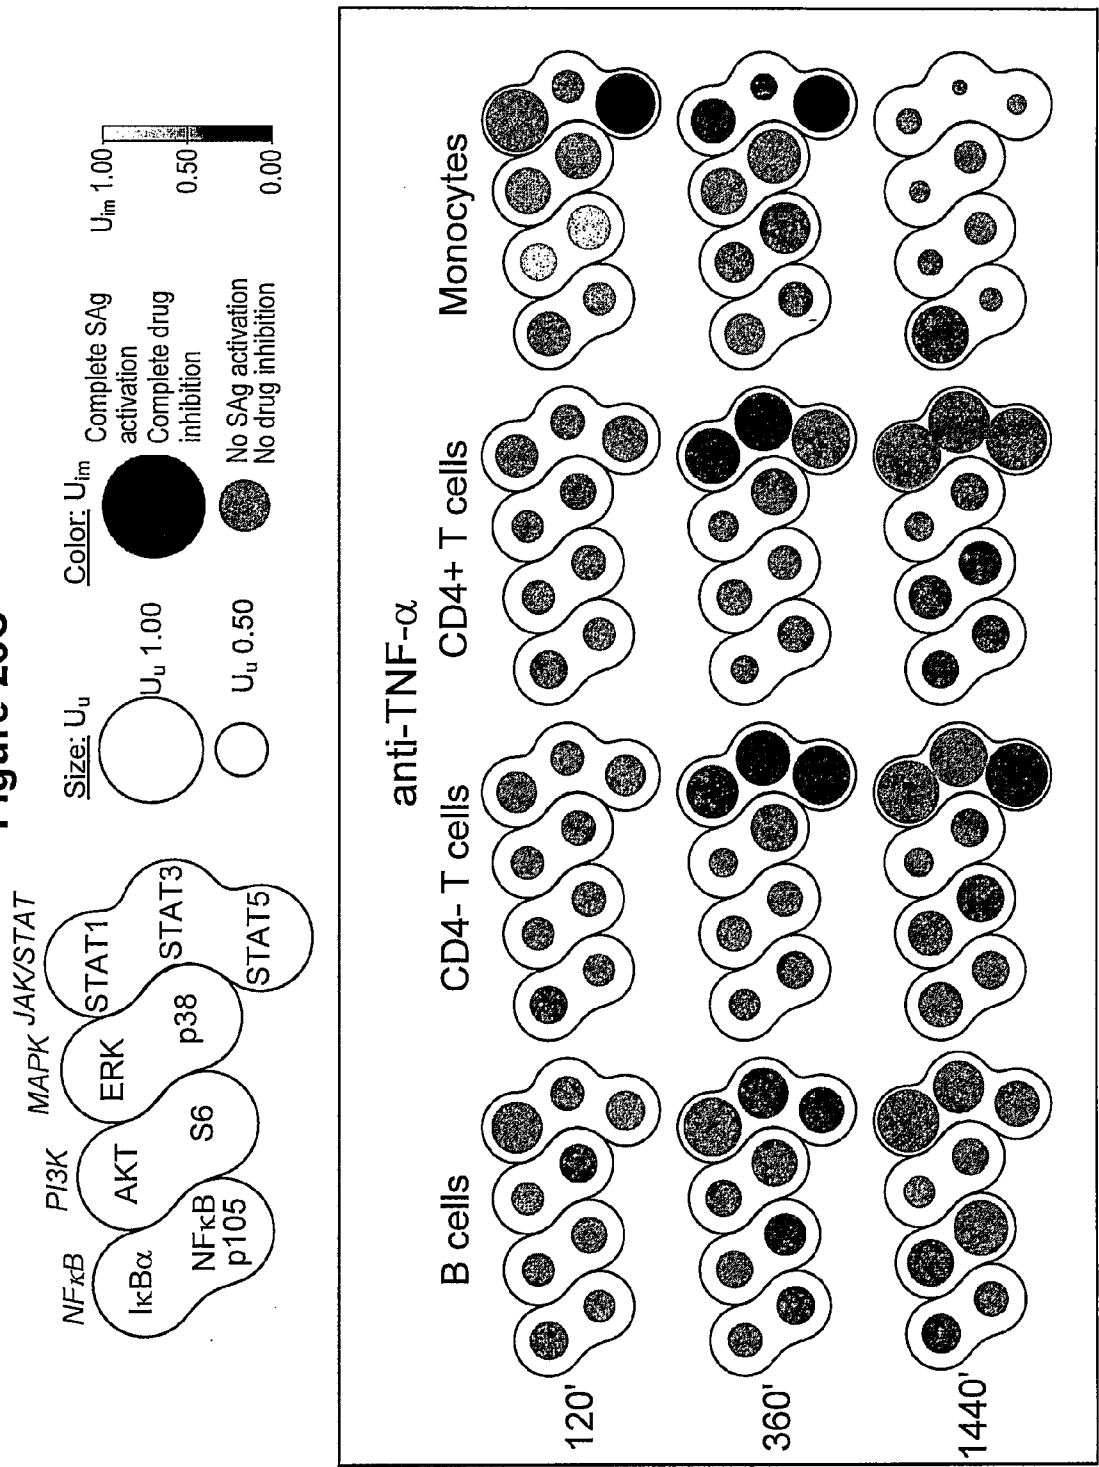 NFκB
PI3K
MAPK
JAK/STAT
IκBα
NFκB
p105
AKT
S6
ERK
p38
STAT1
STAT3
STAT5
Size: Uu
Uu 1.00
Uu 0.50
Color: Uim
Complete SAg
activation
Complete drug
inhibition
No SAg activation
No drug inhibition
Uim 1.00
0.50
0.00
anti-TNF-α
B cells
CD4- T cells
CD4+ T cells
Monocytes
120'
360'
1440'